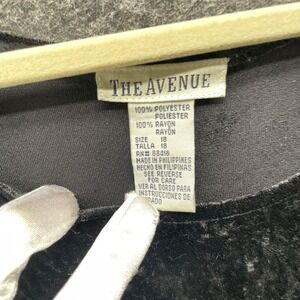 THE AVENUE
100% POLYESTER
POLIESTER
100% RAYON
RAYON
SIZE 18
TALLA 18
RN# 88416
MADE IN PHILIPPINES
HECHO EN FILIPINAS
SEE REVERSE
FOR CARE
VER AL DORSO PARA
INSTRUCCIONES DE